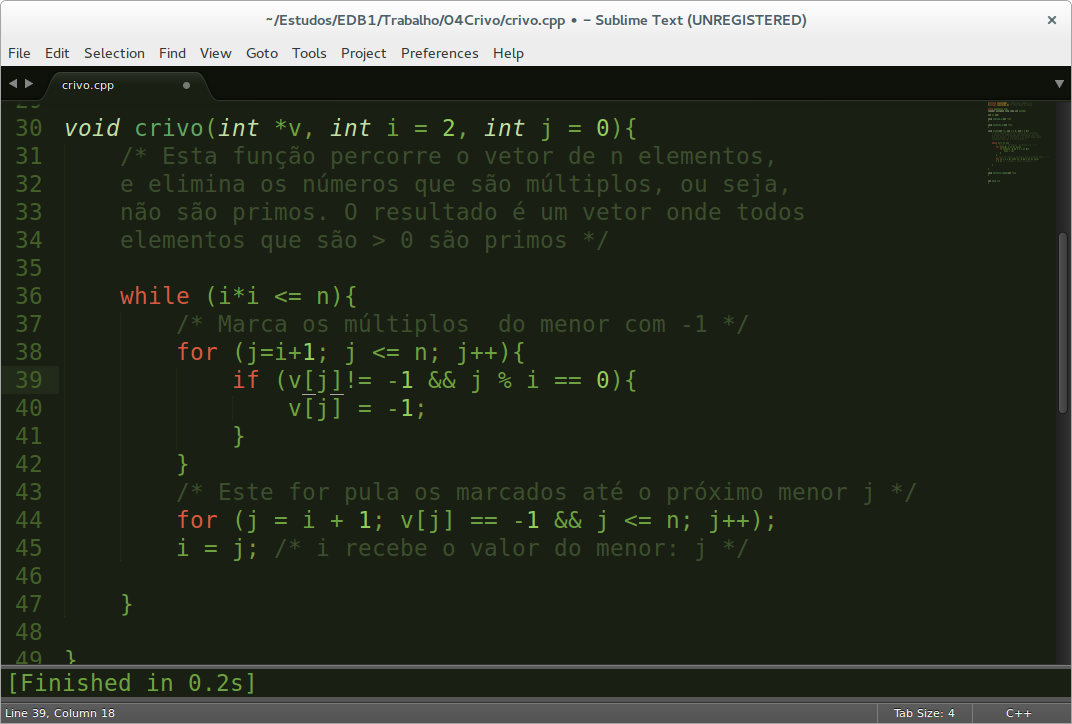 ~/Estudos/EDB1/Trabalho/04Crivo/crivo.cpp • – Sublime Text (UNREGISTERED)
File Edit Selection Find View Goto Tools Project Preferences Help
crivo.cpp
29
30 void crivo(int *v, int i = 2, int j = 0){
31 /* Esta função percorre o vetor de n elementos,
32 e elimina os números que são múltiplos, ou seja,
33 não são primos. O resultado é um vetor onde todos
34 elementos que são > 0 são primos */
35
36 while (i*i <= n){
37 /* Marca os múltiplos  do menor com -1 */
38 for (j=i+1; j <= n; j++){
39 if (v[j]!= -1 && j % i == 0){
40 v[j] = -1;
41 }
42 }
43 /* Este for pula os marcados até o próximo menor j */
44 for (j = i + 1; v[j] == -1 && j <= n; j++);
45 i = j; /* i recebe o valor do menor: j */
46
47 }
48
49 }
[Finished in 0.2s]
Line 39, Column 18 Tab Size: 4 C++